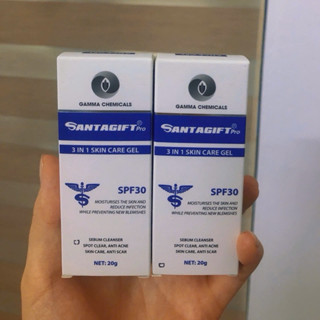 GAMMA CHEMICALS
SANTAGIFT Pro
3 IN 1 SKIN CARE GEL
SPF30
MOISTURISES THE SKIN AND
REDUCE INFECTION
WHILE PREVENTING NEW BLEMISHES
SEBUM CLEANSER
SPOT CLEAR, ANTI ACNE
SKIN CARE, ANTI SCAR
NET: 20g
GAMMA CHEMICALS
SANTAGIFT Pro
3 IN 1 SKIN CARE GEL
SPF30
MOISTURISES THE SKIN AND
REDUCE INFECTION
WHILE PREVENTING NEW BLEMISHES
SEBUM CLEANSER
SPOT CLEAR, ANTI ACNE
SKIN CARE, ANTI SCAR
NET: 20g